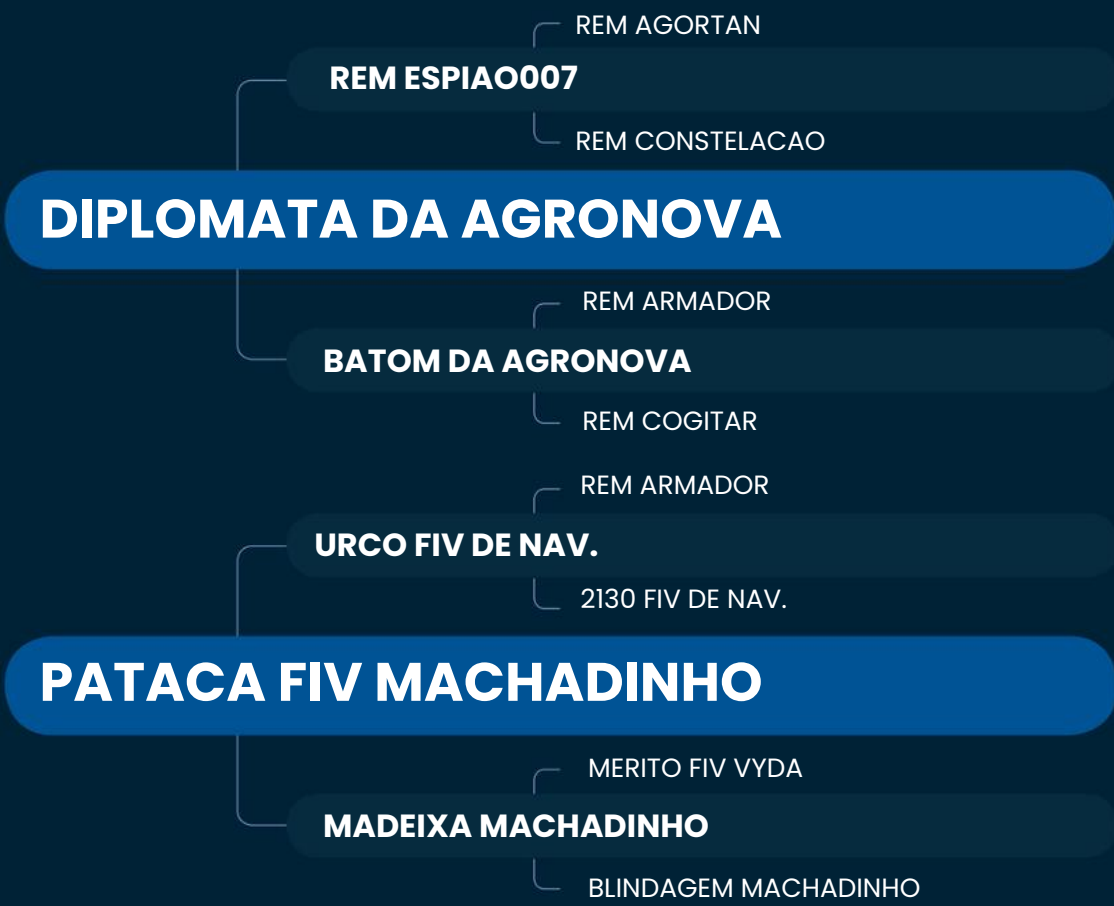 REM AGORTAN
REM ESPIAO007
REM CONSTELACAO
DIPLOMATA DA AGRONOVA
REM ARMADOR
BATOM DA AGRONOVA
REM COGITAR
REM ARMADOR
URCO FIV DE NAV.
2130 FIV DE NAV.
PATACA FIV MACHADINHO
MERITO FIV VYDA
MADEIXA MACHADINHO
BLINDAGEM MACHADINHO